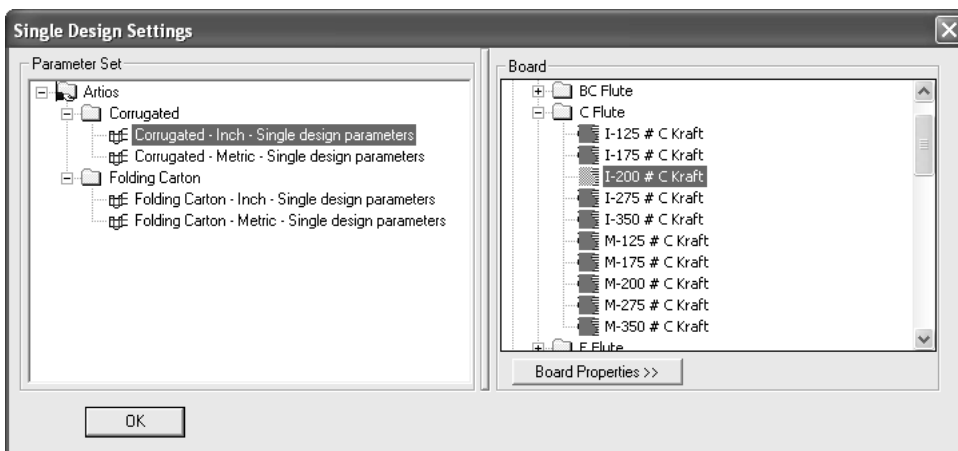 Single Design Settings
Parameter Set
Artios
Corrugated
Corrugated - Inch - Single design parameters
Corrugated - Metric - Single design parameters
Folding Carton
Folding Carton - Inch - Single design parameters
Folding Carton - Metric - Single design parameters
OK
Board
BC Flute
C Flute
I-125 # C Kraft
I-175 # C Kraft
I-200 # C Kraft
I-275 # C Kraft
I-350 # C Kraft
M-125 # C Kraft
M-175 # C Kraft
M-200 # C Kraft
M-275 # C Kraft
M-350 # C Kraft
Flute
Board Properties >>